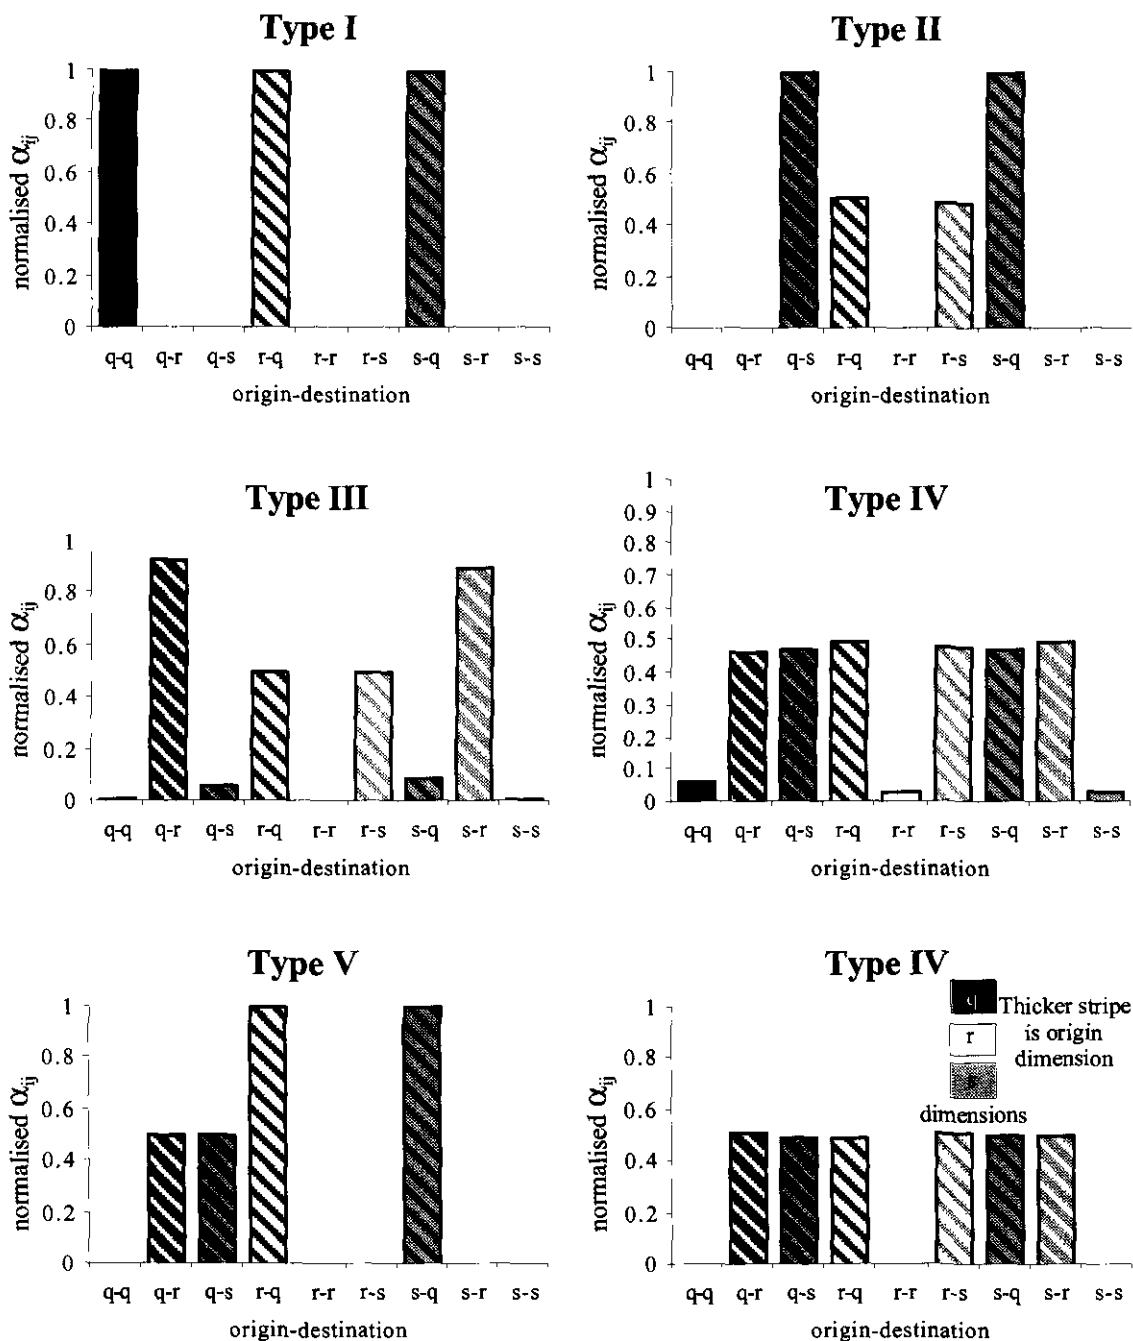 Type I
1
0.8
0.6
0.4
0.2
0
normalised αij
q-q q-r q-s r-q r-r r-s s-q s-r s-s
origin-destination
Type II
1
0.8
0.6
0.4
0.2
0
normalised αij
q-q q-r q-s r-q r-r r-s s-q s-r s-s
origin-destination
Type III
1
0.8
0.6
0.4
0.2
0
normalised αij
q-q q-r q-s r-q r-r r-s s-q s-r s-s
origin-destination
Type IV
1
0.9
0.8
0.7
0.6
0.5
0.4
0.3
0.2
0.1
0
normalised αij
q-q q-r q-s r-q r-r r-s s-q s-r s-s
origin-destination
Type V
1
0.8
0.6
0.4
0.2
0
normalised αij
q-q q-r q-s r-q r-r r-s s-q s-r s-s
origin-destination
Type IV
1
0.8
0.6
0.4
0.2
0
normalised αij
q Thicker stripe
r is origin
dimension
s
dimensions
q-q q-r q-s r-q r-r r-s s-q s-r s-s
origin-destination